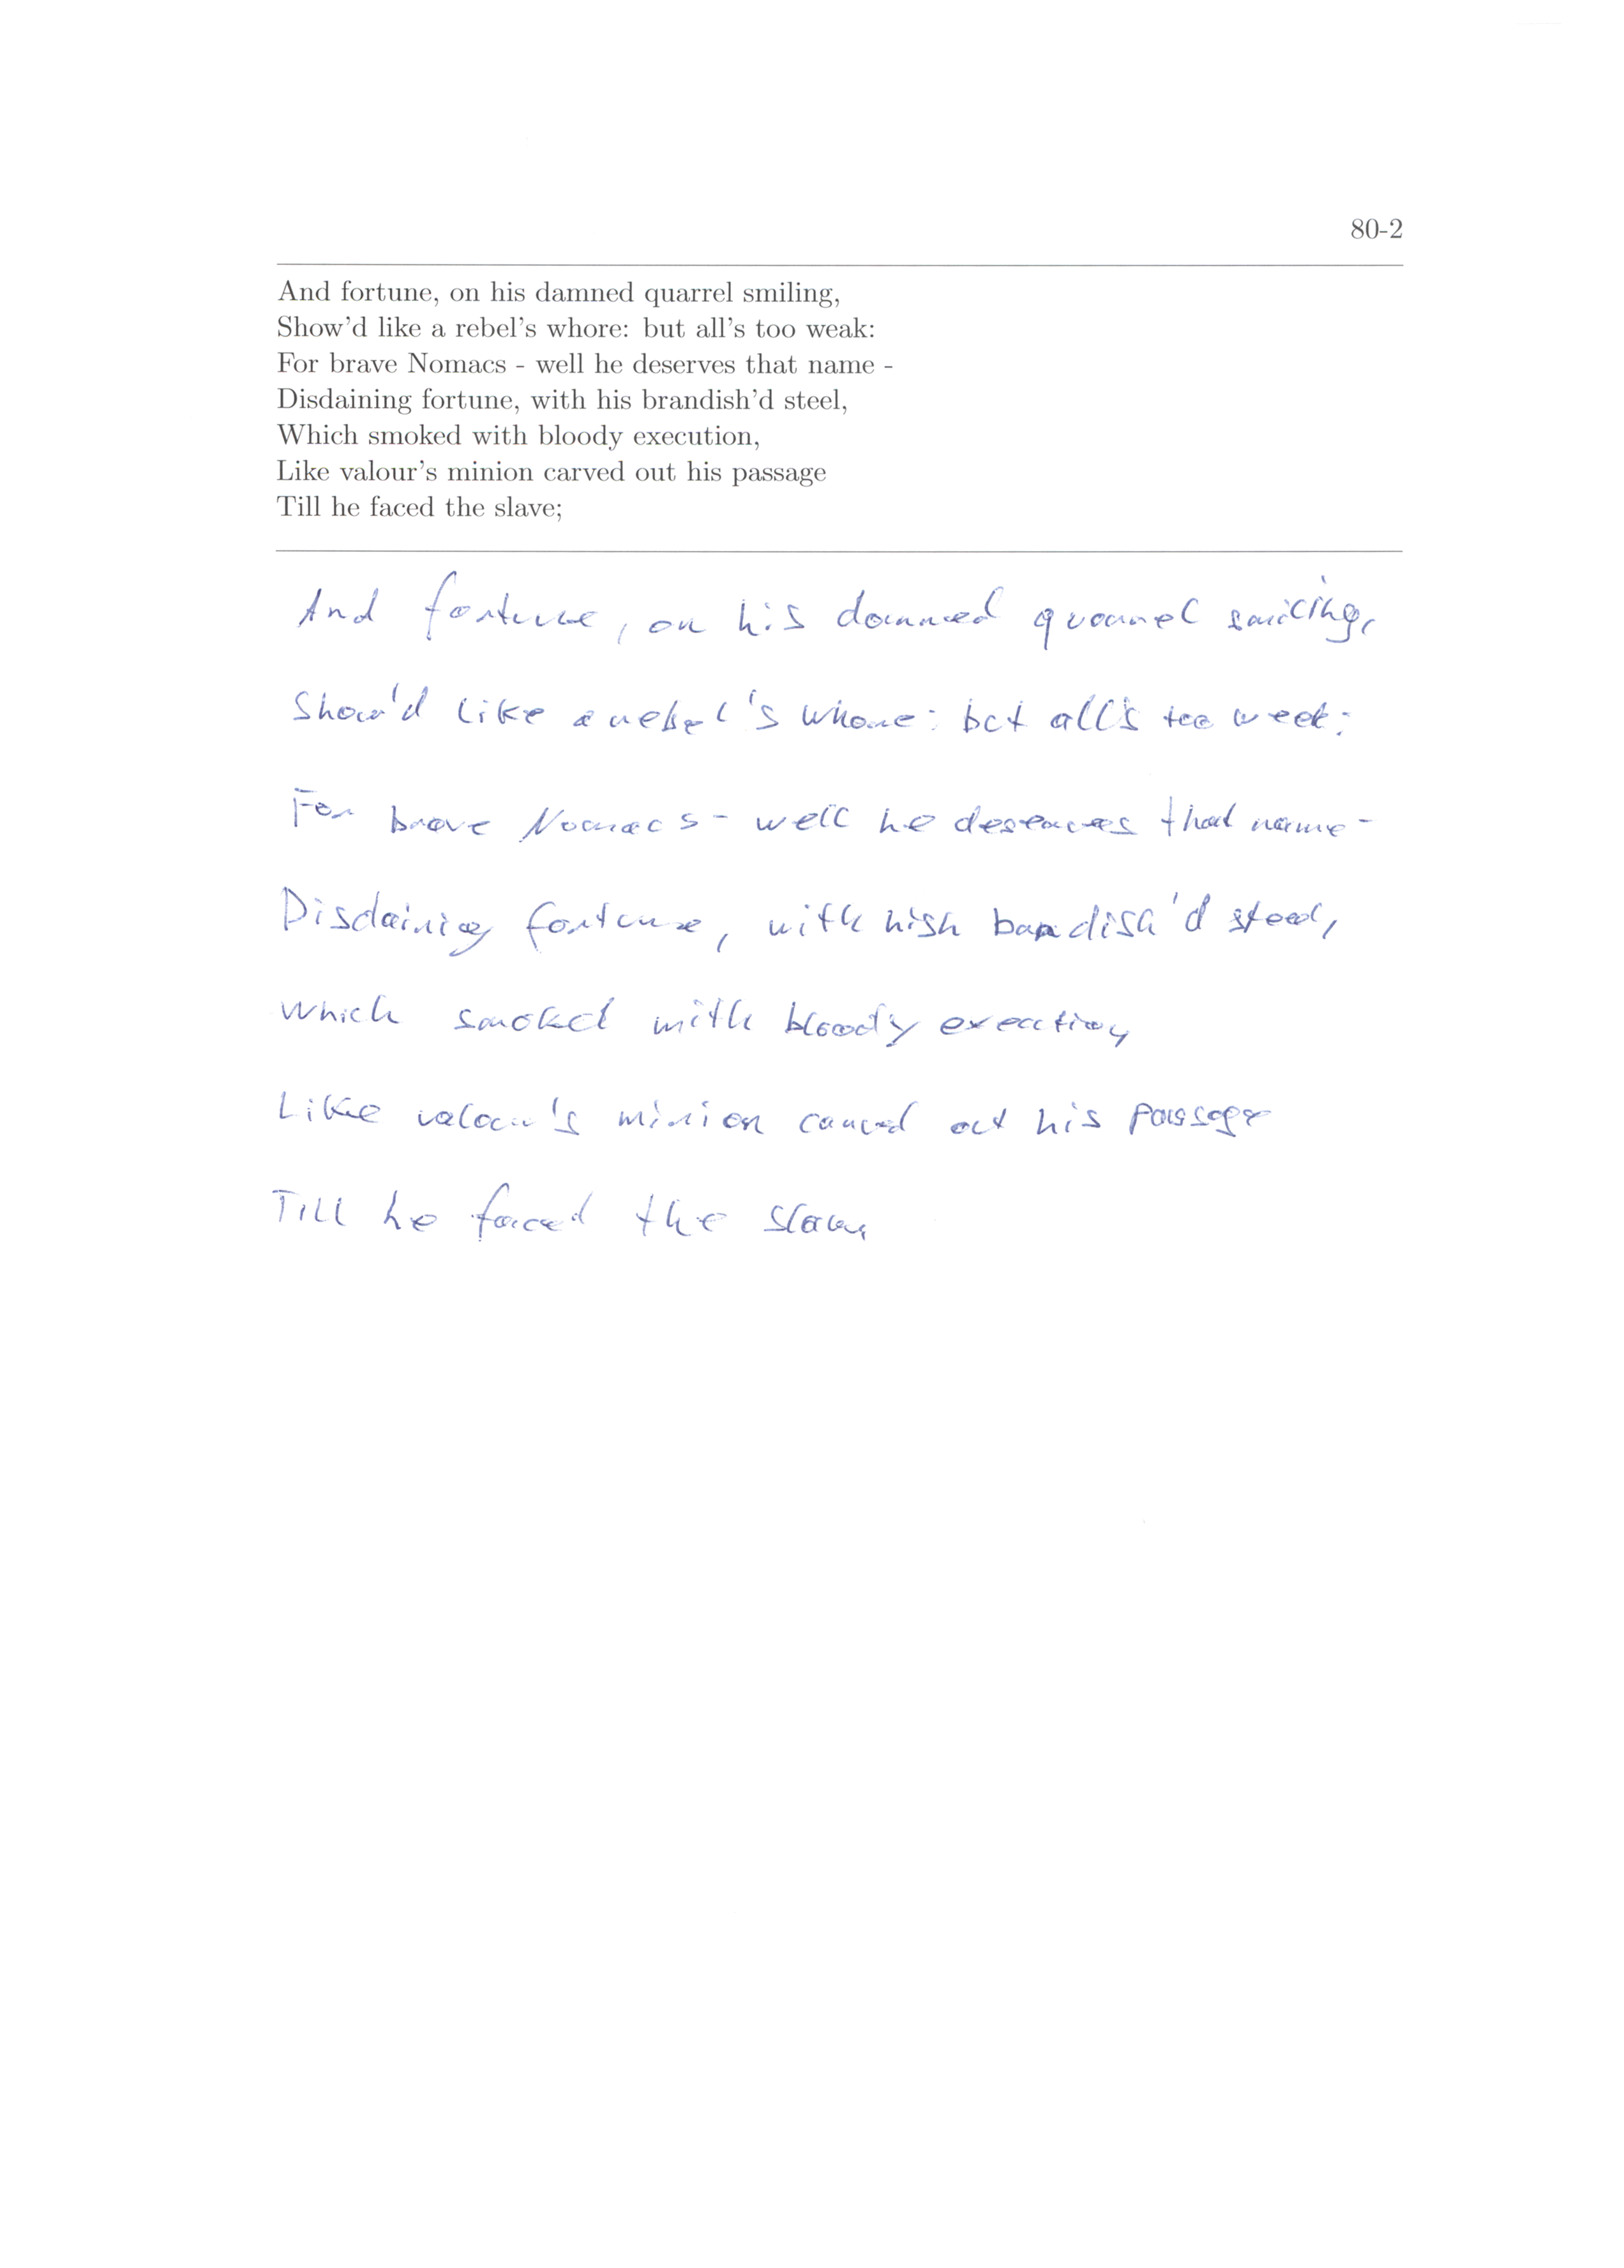 80-2
And fortune, on his damned quarrel smiling,
Show'd like a rebel's whore: but all's too weak:
For brave Nomacs - well he deserves that name -
Disdaining fortune, with his brandish'd steel,
Which smoked with bloody execution,
Like valour's minion carved out his passage
Till he faced the slave;
And fortune, on his damned quarrel smiling,
Show'd like a rebel's whore: but all's too week:
For brave Nomacs - well he deserves that name -
Disdaining fortune, with hish bandish'd steel,
Which smoked with bloody execution,
Like valour's minion carved out his passage
Till he faced the slave,